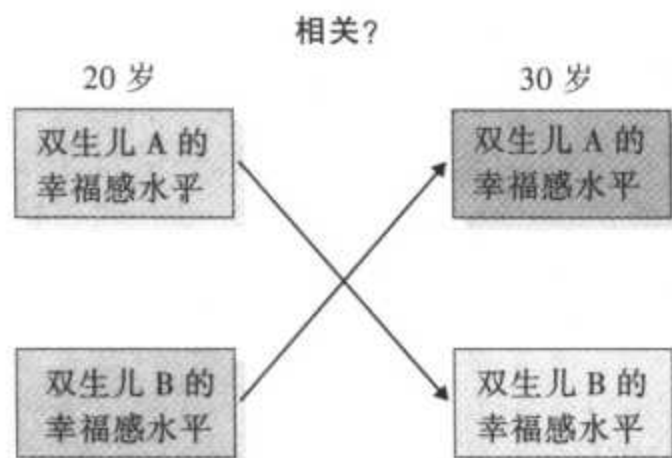 相关?
20 岁
30 岁
双生儿 A 的
幸福感水平
双生儿 A 的
幸福感水平
双生儿 B 的
幸福感水平
双生儿 B 的
幸福感水平